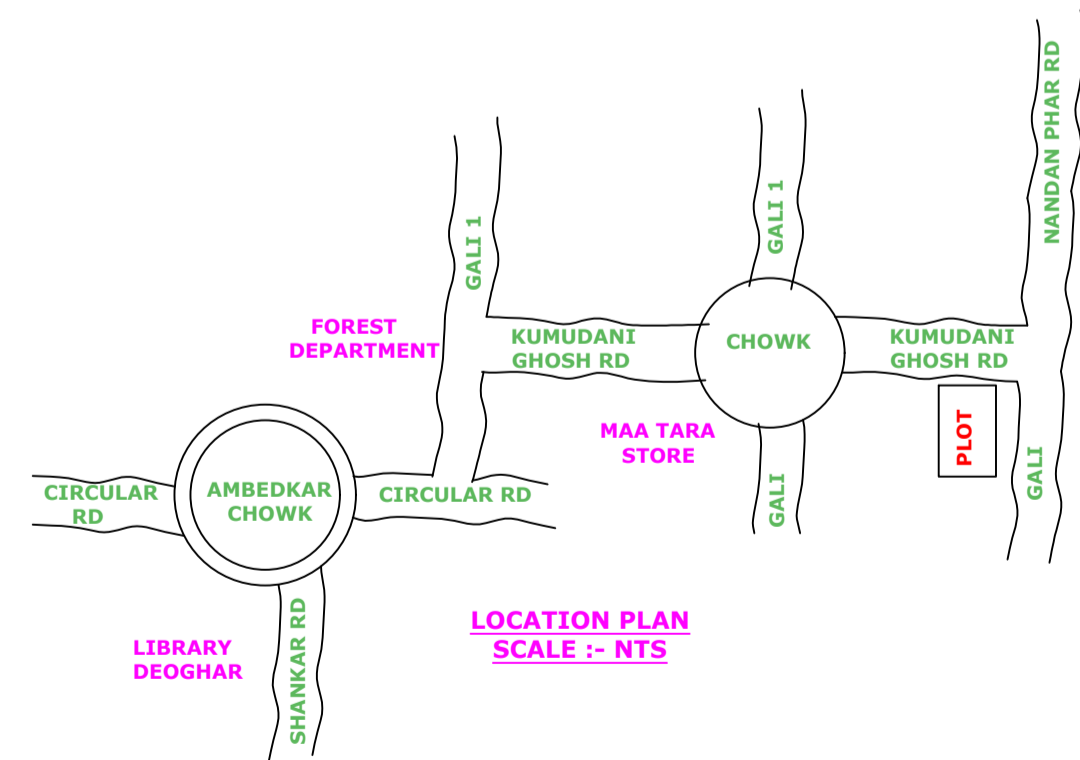 NANDAN PHAR RD
GALI 1
GALI 1
FOREST
DEPARTMENT
KUMUDANI
GHOSH RD
CHOWK
KUMUDANI
GHOSH RD
MAA TARA
STORE
PLOT
GALI
GALI
CIRCULAR
RD
AMBEDKAR
CHOWK
CIRCULAR RD
LIBRARY
DEOGHAR
SHANKAR RD
LOCATION PLAN
SCALE :- NTS